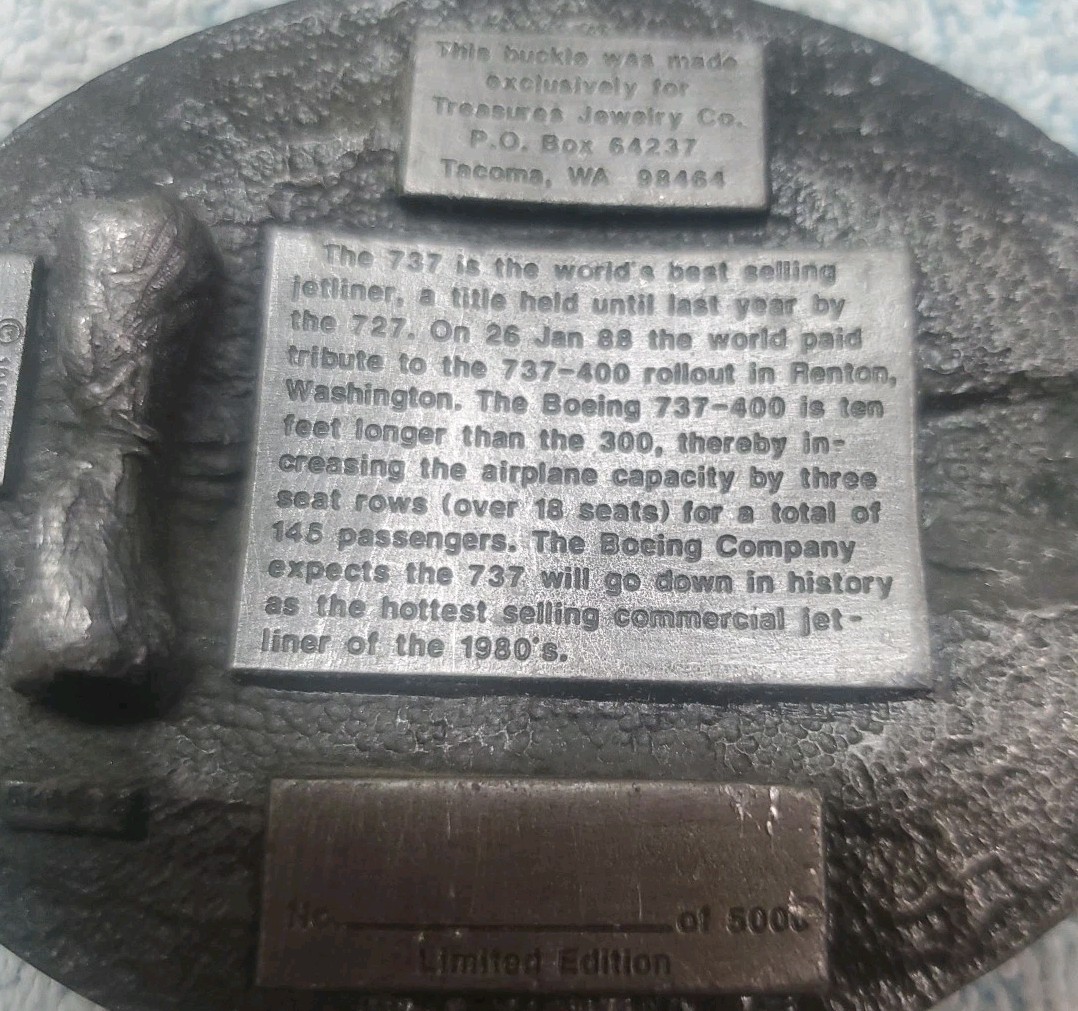 This buckle was made
exclusively for
Treasures Jewelry Co.
P.O. Box 64237
Tacoma, WA 98464
The 737 is the world's best selling
jetliner, a title held until last year by
the 727. On 26 Jan 88 the world paid
tribute to the 737-400 rollout in Renton,
Washington. The Boeing 737-400 is ten
feet longer than the 300, thereby in-
creasing the airplane capacity by three
seat rows (over 18 seats) for a total of
146 passengers. The Boeing Company
expects the 737 will go down in history
as the hottest selling commercial jet-
liner of the 1980's.
©
No. of 5000
Limited Edition